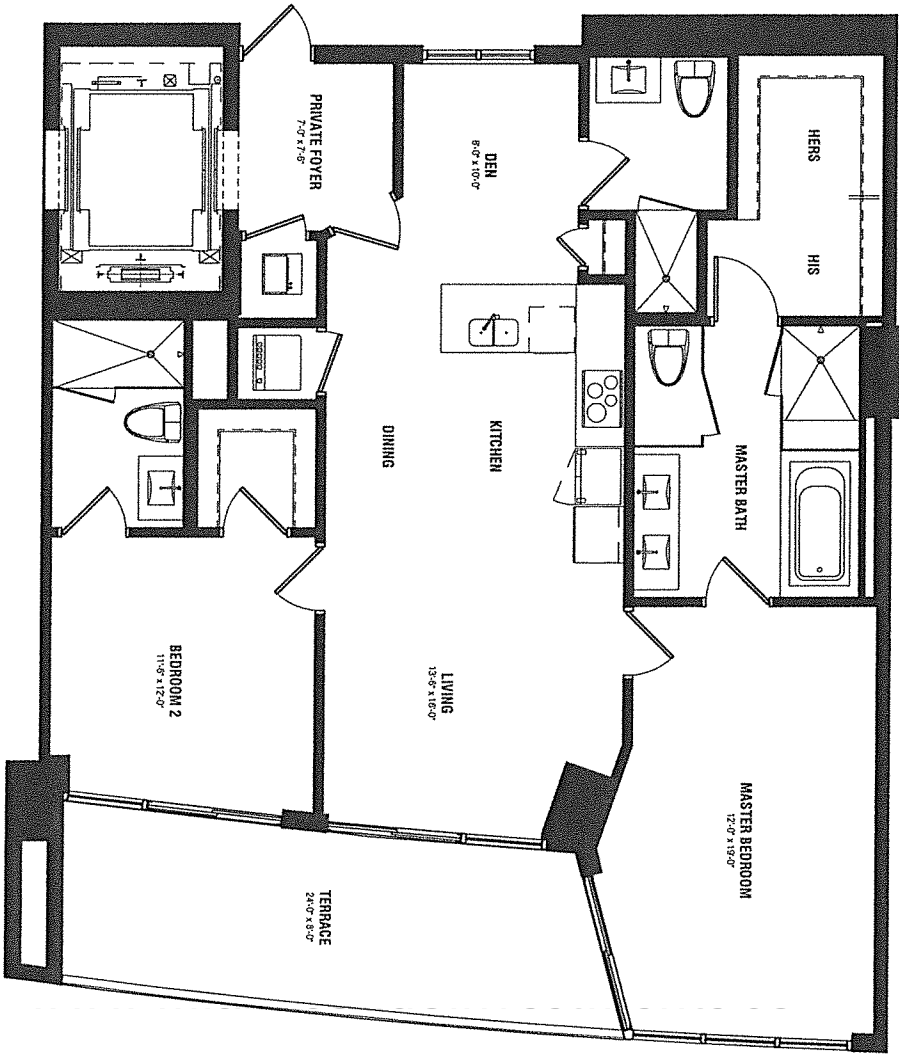 HERS
HIS
PRIVATE FOYER
7'-0" x 7'-6"
DEN
8'-0" x 10'-0"
KITCHEN
DINING
MASTER BATH
BEDROOM 2
11'-6" x 12'-0"
LIVING
13'-6" x 16'-0"
MASTER BEDROOM
12'-0" x 19'-0"
TERRACE
24'-0" x 8'-0"